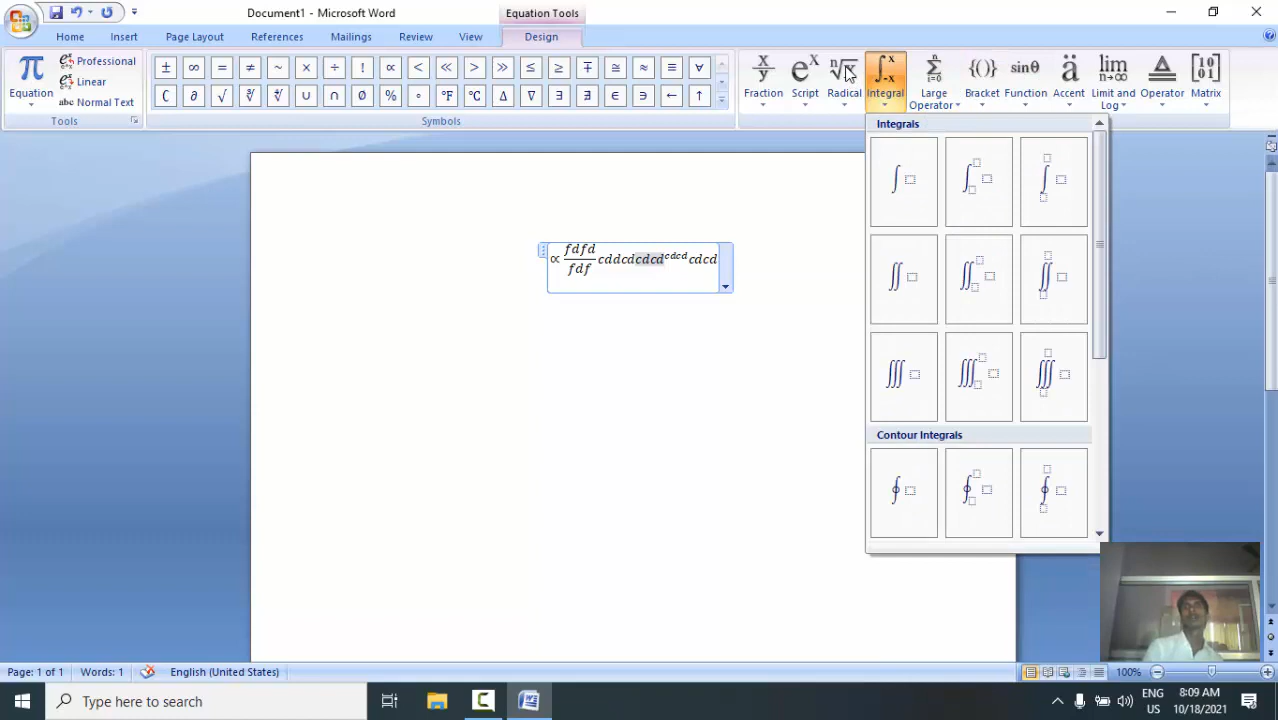 Document1 - Microsoft Word
Equation Tools
Home Insert Page Layout References Mailings Review View Design
π Equation
Professional
Linear
abc Normal Text
Tools
± ∞ = ≠ ~ × ÷ ! ∝ < ≪ > ≫ ≤ ≥ ∓ ≅ ≈ ≡ ∀
∁ ∂ √ ∛ ∜ ∪ ∩ ∅ % ° ℉ ℃ ∆ ∇ ∃ ∄ ∈ ∋ ← ↑
Symbols
Fraction Script Radical Integral Large Operator Bracket Function Accent Limit and Log Operator Matrix
Integrals
Contour Integrals
∝ fdfd/fdf cddcdcdcd^cdcd cdcd
Page: 1 of 1 Words: 1 English (United States) 100%
Type here to search
ENG
US
8:09 AM
10/18/2021